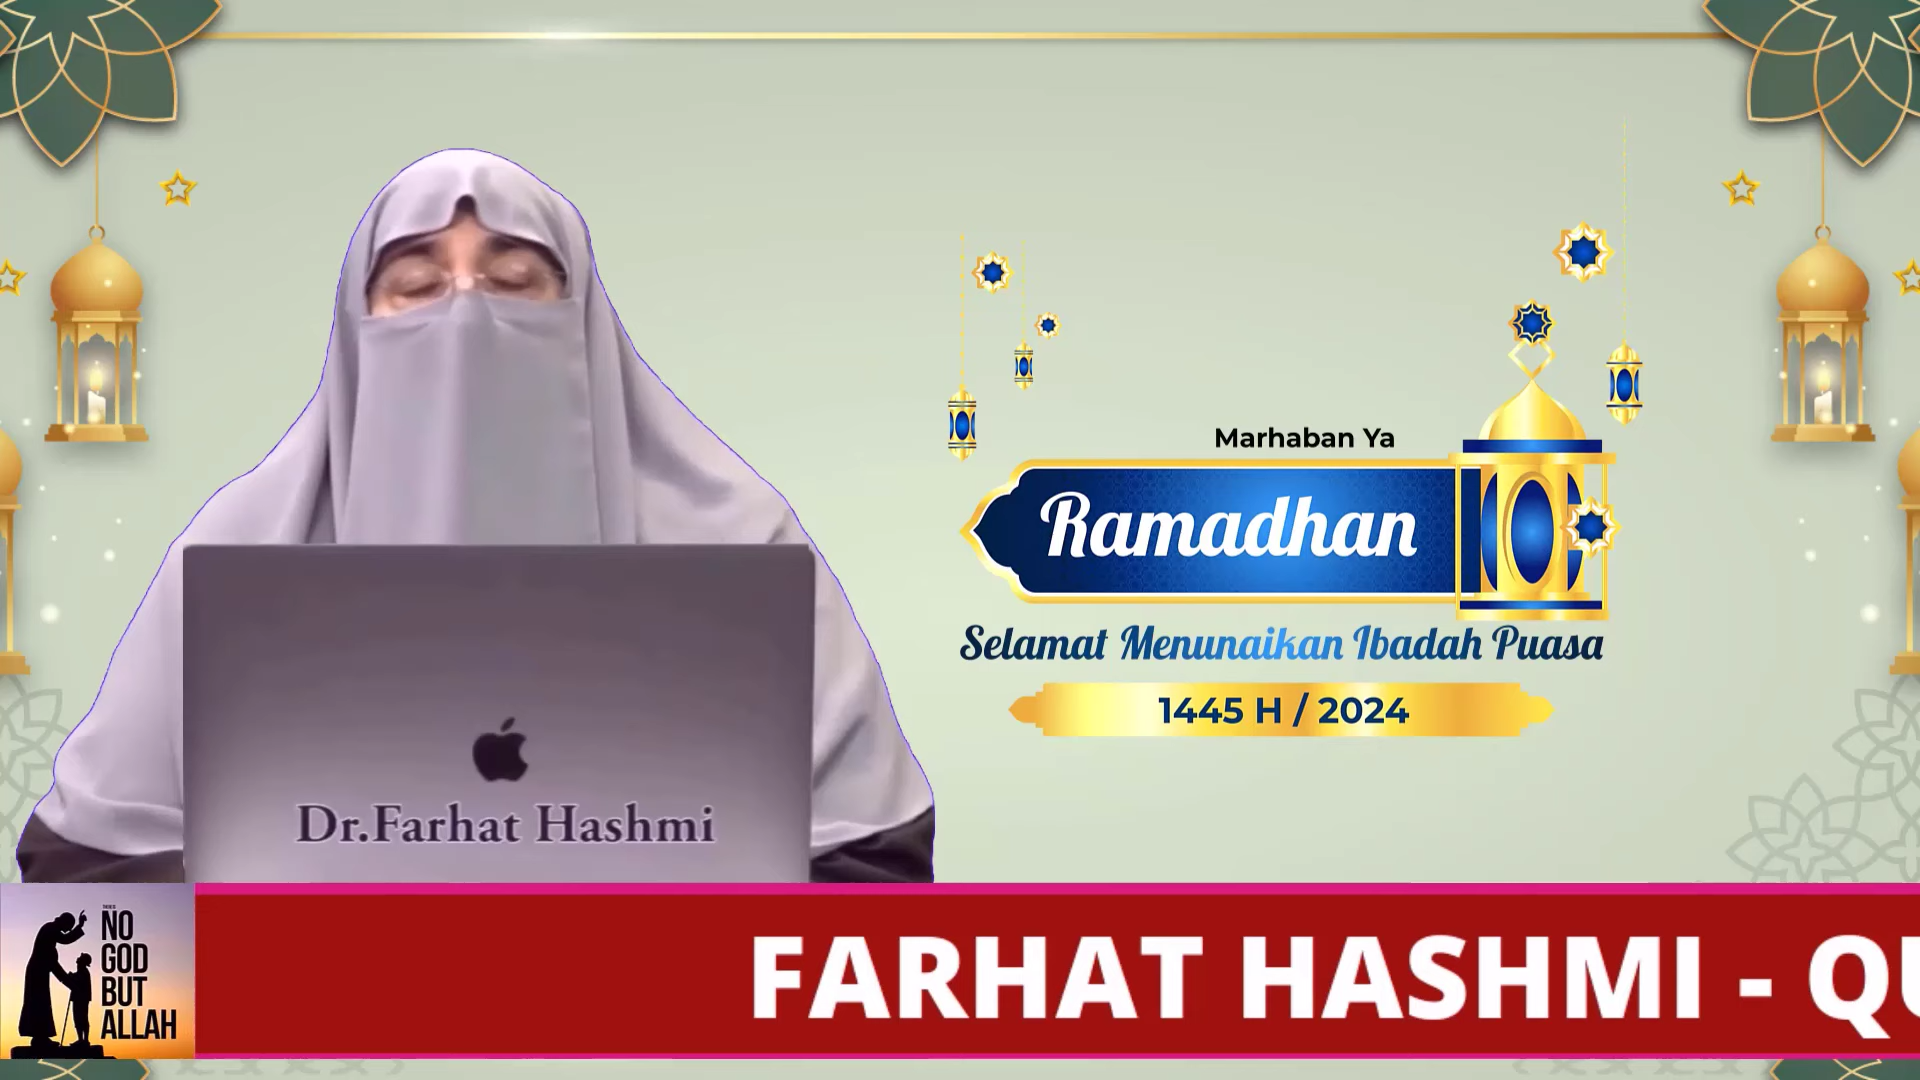 Marhaban Ya
Ramadhan
Selamat Menunaikan Ibadah Puasa
1445 H / 2024
Dr.Farhat Hashmi
NO
GOD
BUT
ALLAH
FARHAT HASHMI - QU